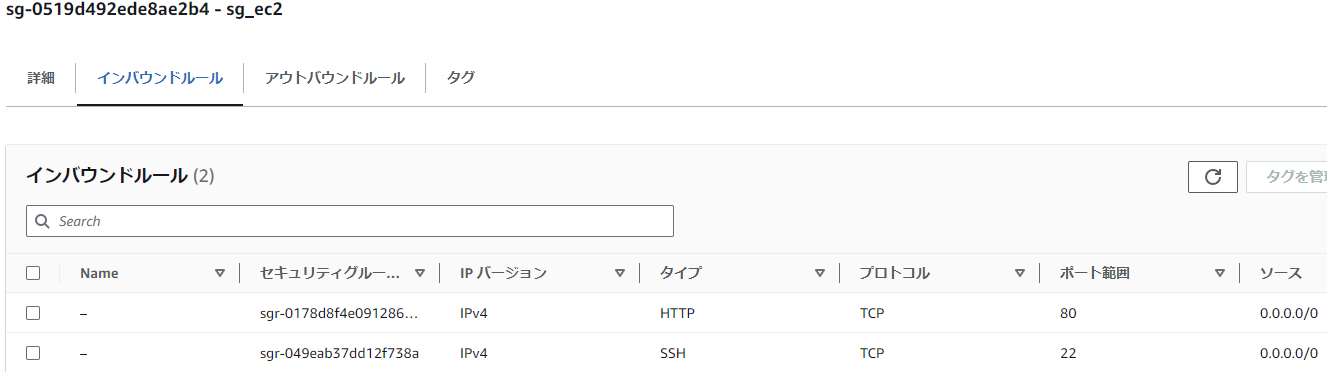 sg-0519d492ede8ae2b4 - sg_ec2
詳細 インバウンドルール アウトバウンドルール タグ
インバウンドルール (2)
タグを管
Search
Name セキュリティグルー... IP バージョン タイプ プロトコル ポート範囲 ソース
– sgr-0178d8f4e091286... IPv4 HTTP TCP 80 0.0.0.0/0
– sgr-049eab37dd12f738a IPv4 SSH TCP 22 0.0.0.0/0